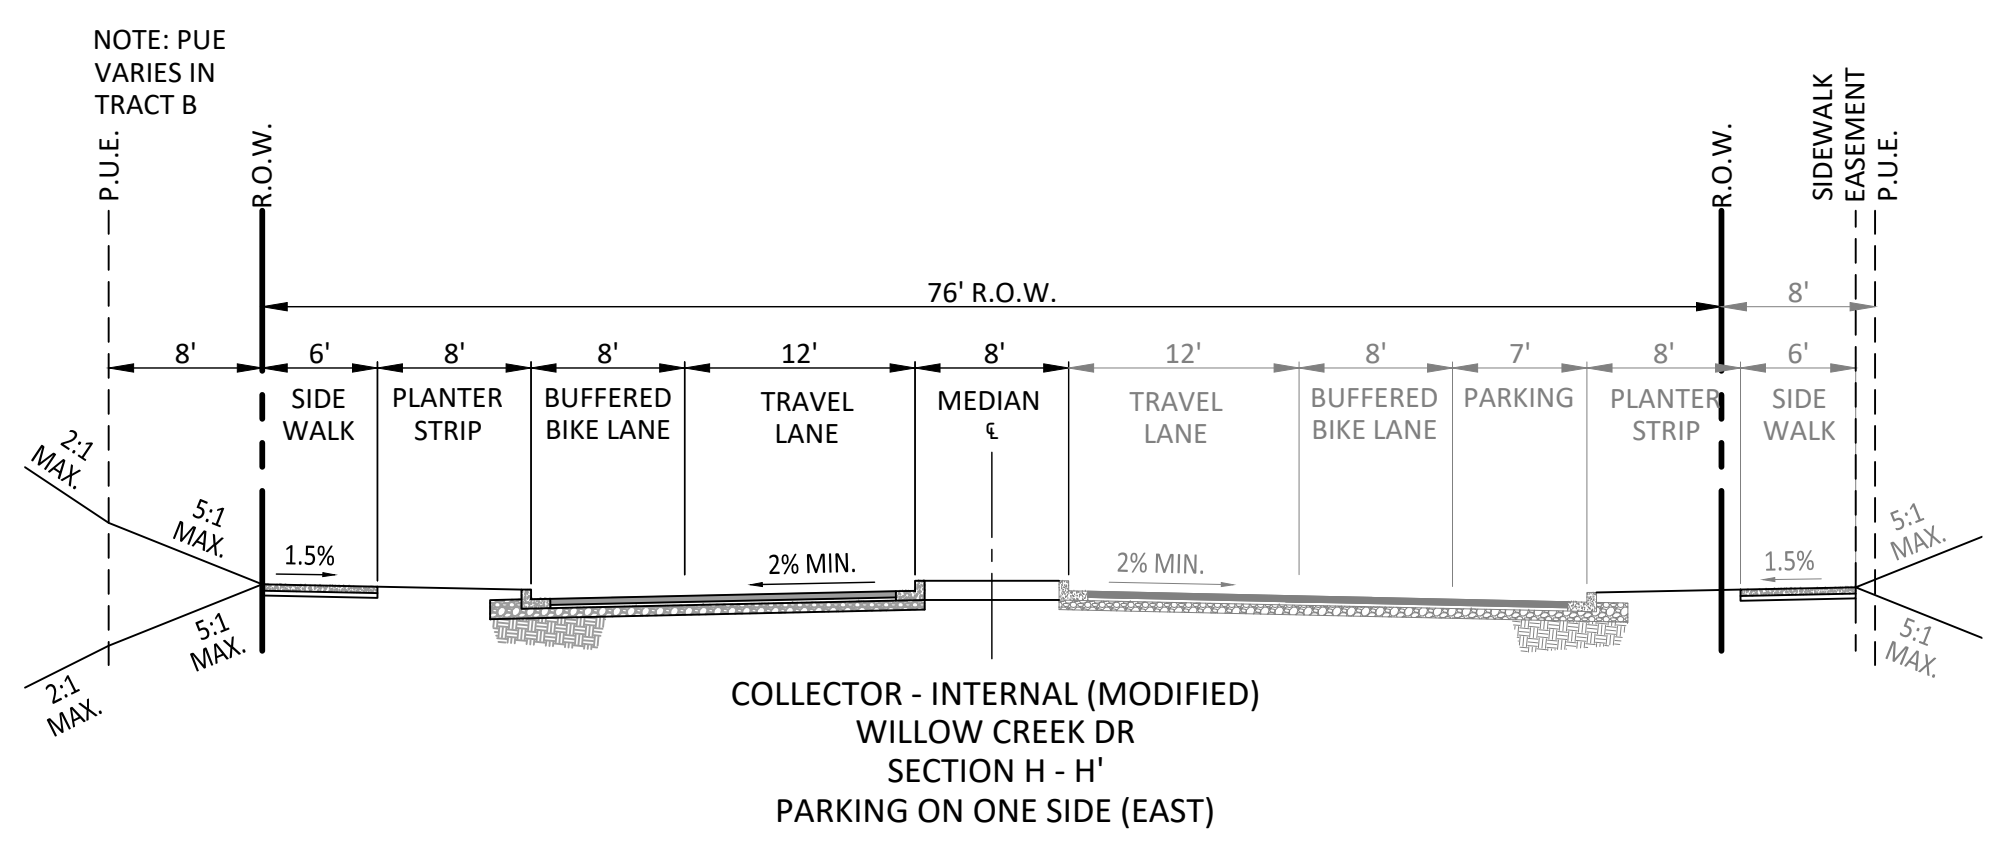 NOTE: PUE
VARIES IN
TRACT B
P.U.E.
R.O.W.
R.O.W.
SIDEWALK
EASEMENT
P.U.E.
76' R.O.W.
8'
8'
6'
8'
8'
12'
8'
12'
8'
7'
8'
6'
SIDE
WALK
PLANTER
STRIP
BUFFERED
BIKE LANE
TRAVEL
LANE
MEDIAN
℄
TRAVEL
LANE
BUFFERED
BIKE LANE
PARKING
PLANTER
STRIP
SIDE
WALK
2:1
MAX.
5:1
MAX.
1.5%
2% MIN.
2% MIN.
1.5%
5:1
MAX.
5:1
MAX.
2:1
MAX.
5:1
MAX.
COLLECTOR - INTERNAL (MODIFIED)
WILLOW CREEK DR
SECTION H - H'
PARKING ON ONE SIDE (EAST)